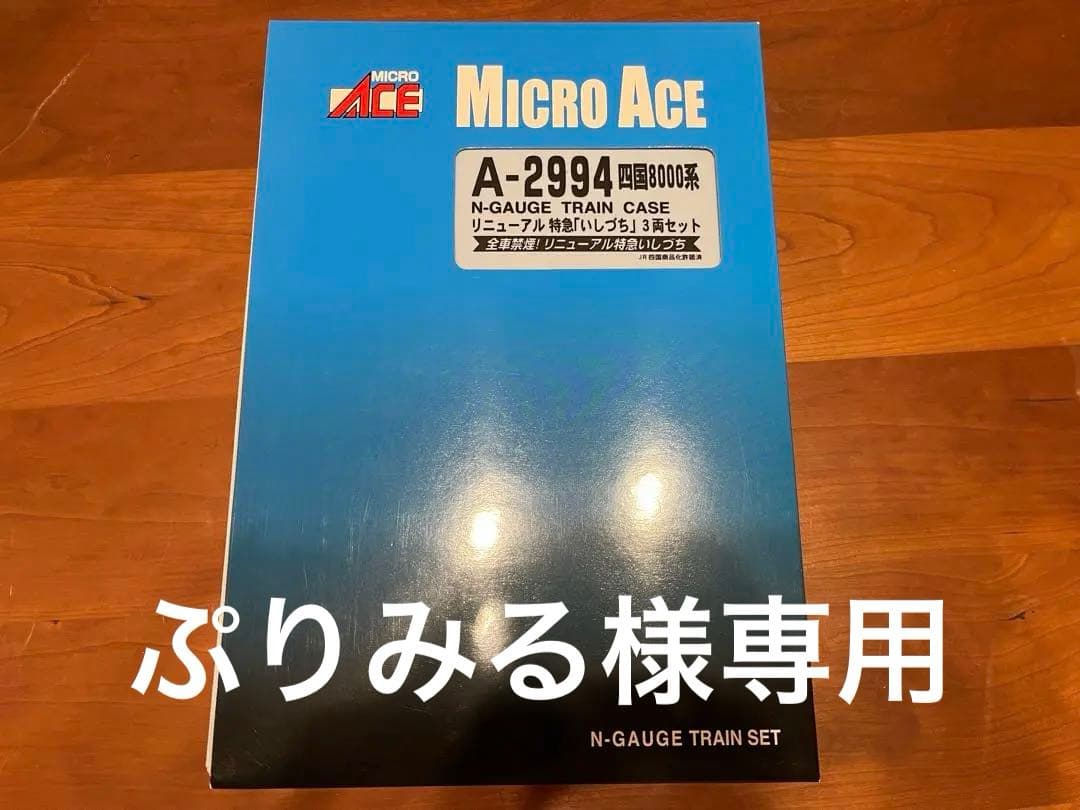 MICRO
ACE
MICRO ACE
A-2994 四国8000系
N-GAUGE TRAIN CASE
リニューアル 特急「いしづち」 3両セット
全車禁煙! リニューアル特急いしづち
JR四国商品化許諾済
ぷりみる様専用
N-GAUGE TRAIN SET